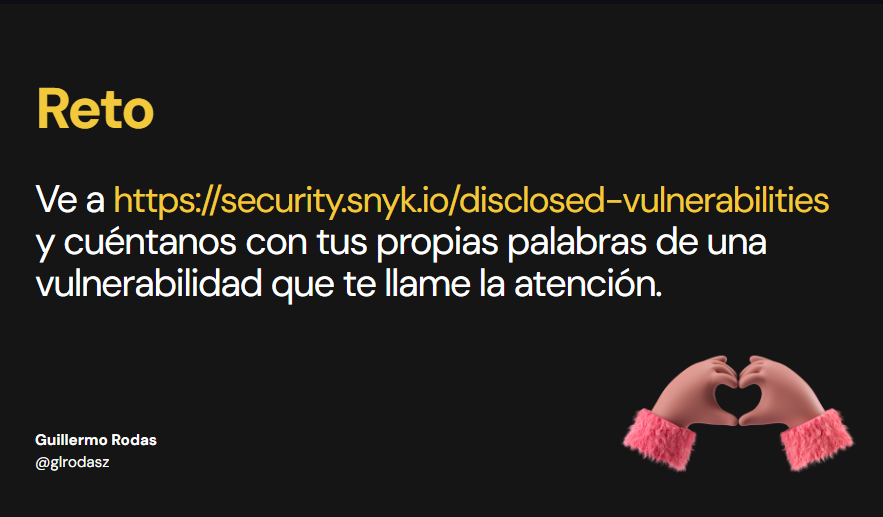 Reto
Ve a https://security.snyk.io/disclosed-vulnerabilities
y cuéntanos con tus propias palabras de una
vulnerabilidad que te llame la atención.
Guillermo Rodas
@glrodasz